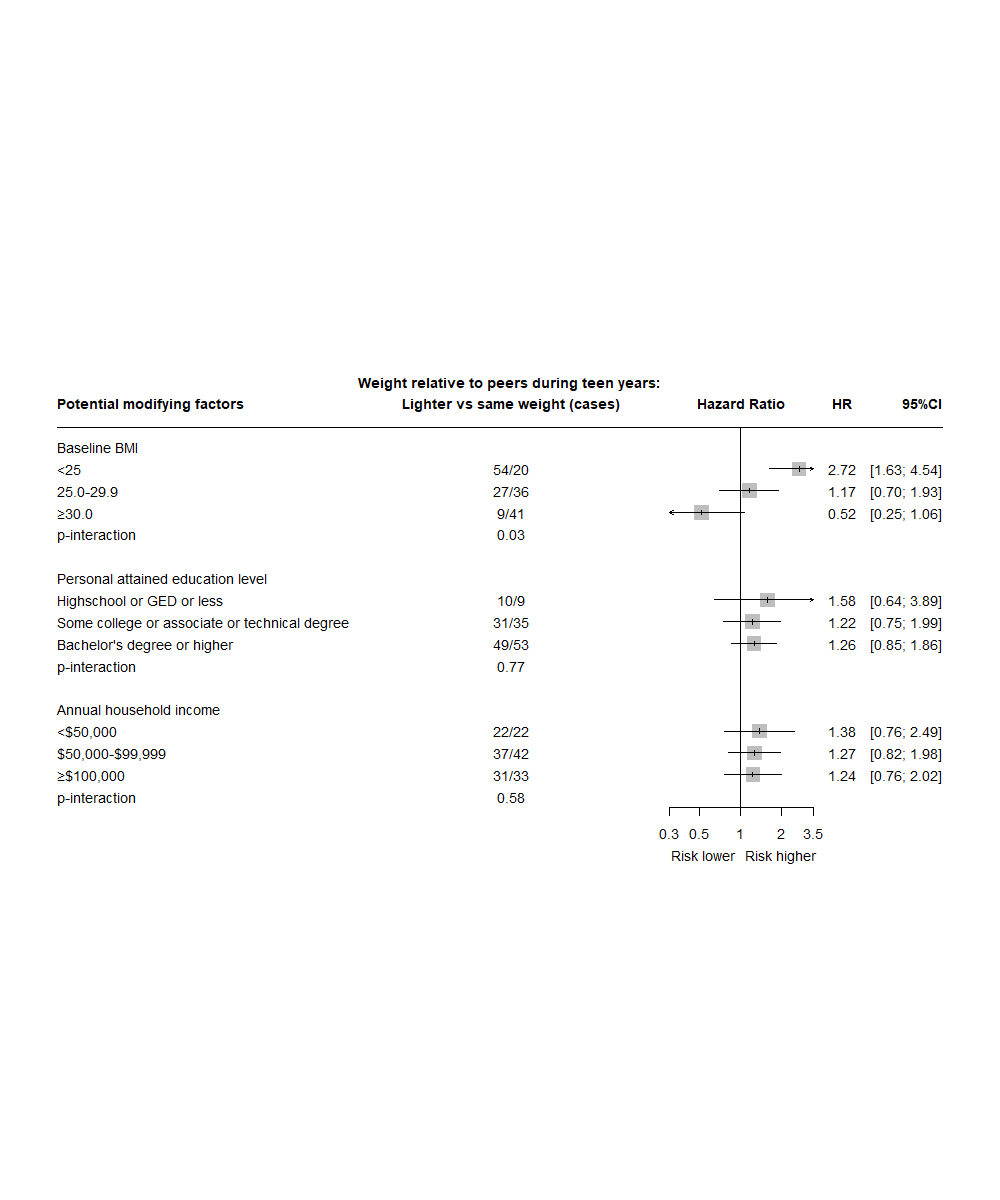 Weight relative to peers during teen years:
Potential modifying factors Lighter vs same weight (cases) Hazard Ratio HR 95%CI
Baseline BMI
<25 54/20 2.72 [1.63; 4.54]
25.0-29.9 27/36 1.17 [0.70; 1.93]
≥30.0 9/41 0.52 [0.25; 1.06]
p-interaction 0.03
Personal attained education level
Highschool or GED or less 10/9 1.58 [0.64; 3.89]
Some college or associate or technical degree 31/35 1.22 [0.75; 1.99]
Bachelor's degree or higher 49/53 1.26 [0.85; 1.86]
p-interaction 0.77
Annual household income
<$50,000 22/22 1.38 [0.76; 2.49]
$50,000-$99,999 37/42 1.27 [0.82; 1.98]
≥$100,000 31/33 1.24 [0.76; 2.02]
p-interaction 0.58
0.3 0.5 1 2 3.5
Risk lower Risk higher